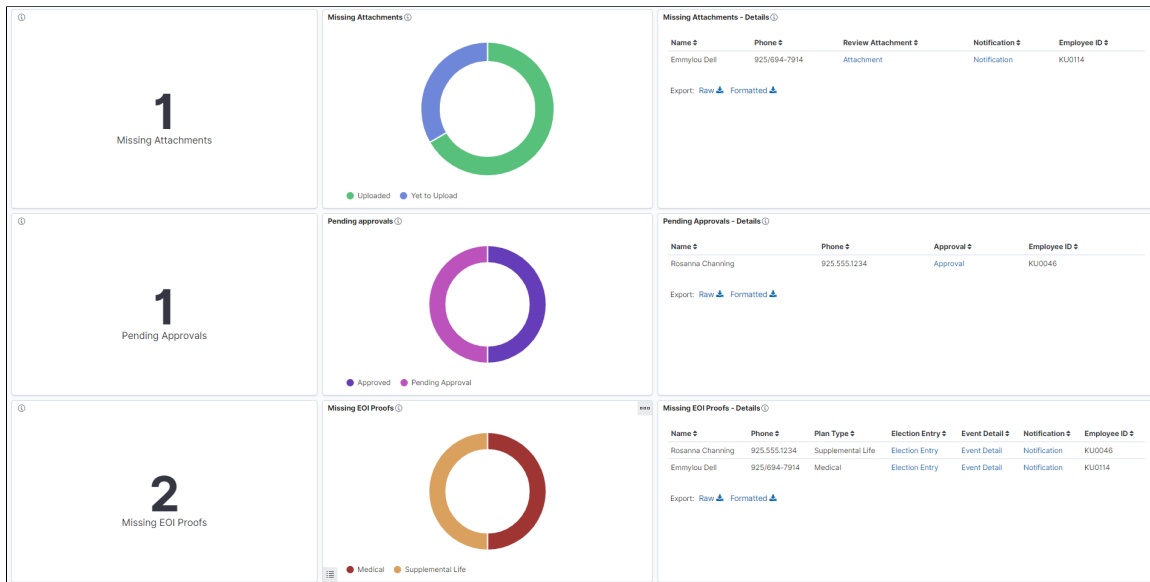 1
Missing Attachments
Missing Attachments
Uploaded Yet to Upload
Missing Attachments - Details
Name Phone Review Attachment Notification Employee ID
Emmylou Dell 925/694-7914 Attachment Notification KU0114
Export: Raw Formatted
1
Pending Approvals
Pending approvals
Approved Pending Approval
Pending Approvals - Details
Name Phone Approval Employee ID
Rosanna Channing 925.555.1234 Approval KU0046
Export: Raw Formatted
2
Missing EOI Proofs
Missing EOI Proofs
Medical Supplemental Life
Missing EOI Proofs - Details
Name Phone Plan Type Election Entry Event Detail Notification Employee ID
Rosanna Channing 925.555.1234 Supplemental Life Election Entry Event Detail Notification KU0046
Emmylou Dell 925/694-7914 Medical Election Entry Event Detail Notification KU0114
Export: Raw Formatted